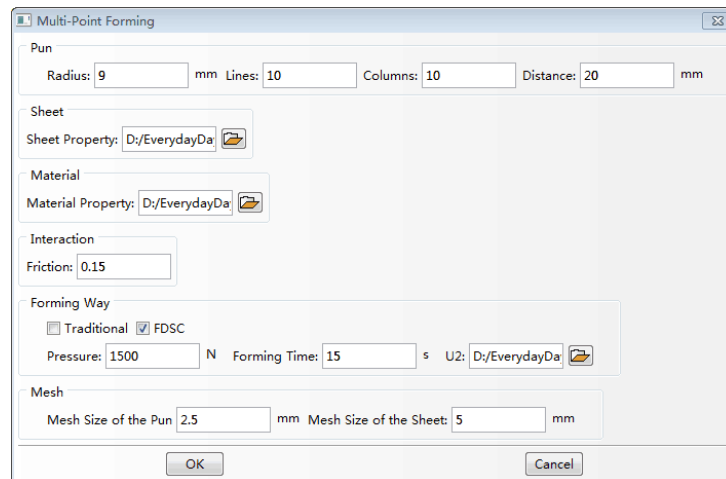 Multi-Point Forming
Pun
Radius: 9 mm Lines: 10 Columns: 10 Distance: 20 mm
Sheet
Sheet Property: D:/EverydayDa
Material
Material Property: D:/EverydayDa
Interaction
Friction: 0.15
Forming Way
Traditional FDSC
Pressure: 1500 N Forming Time: 15 s U2: D:/EverydayDa
Mesh
Mesh Size of the Pun 2.5 mm Mesh Size of the Sheet: 5 mm
OK Cancel